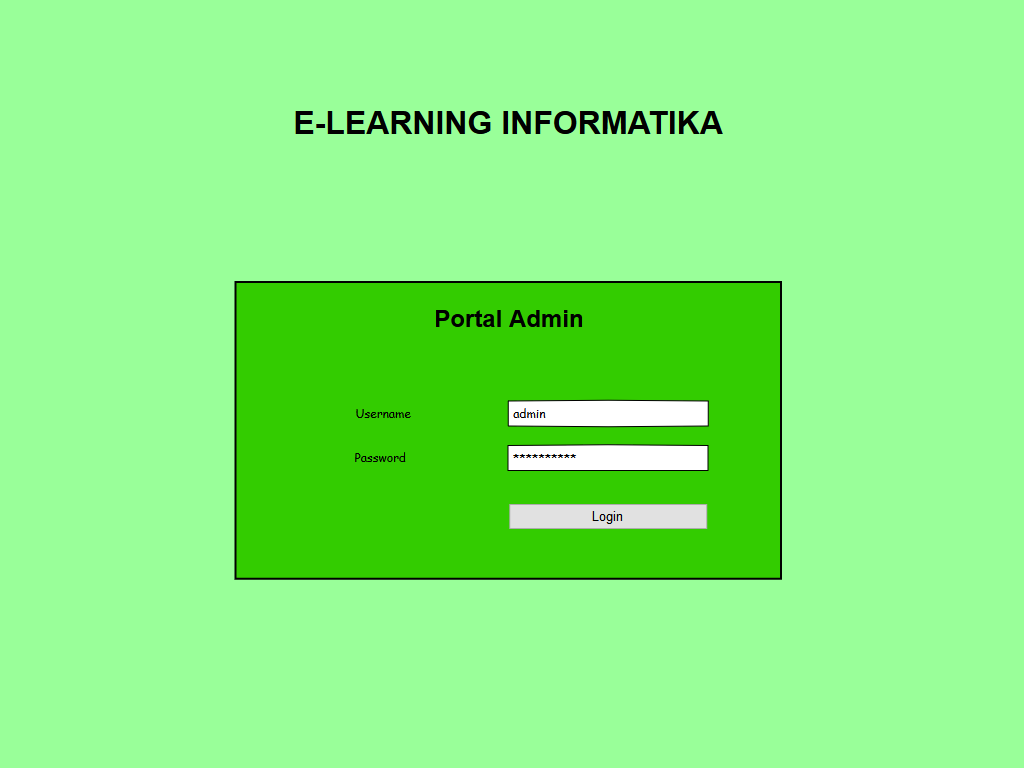 E-LEARNING INFORMATIKA
Portal Admin
Username
admin
Password
**********
Login